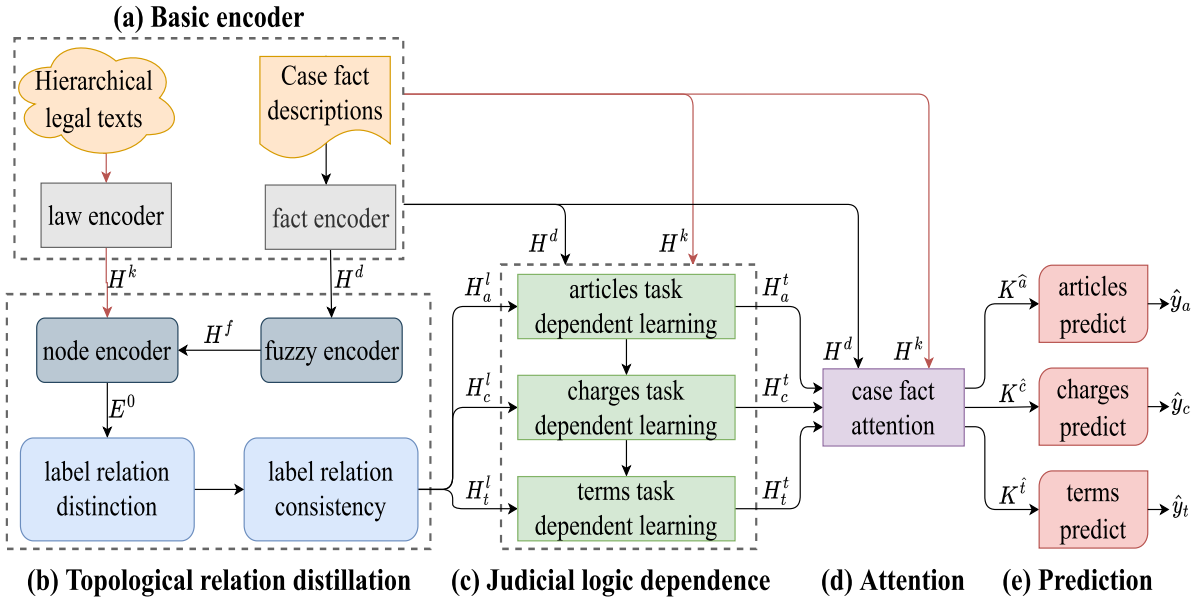 (a) Basic encoder
Hierarchical
legal texts
Case fact
descriptions
law encoder
fact encoder
H^k
H^d
H^d
H^k
node encoder
H^f
fuzzy encoder
E^0
label relation
distinction
label relation
consistency
H_a^l
H_c^l
H_t^l
articles task
dependent learning
charges task
dependent learning
terms task
dependent learning
H_a^t
H_c^t
H_t^t
H^d
H^k
case fact
attention
K^â
K^ĉ
K^t̂
articles
predict
charges
predict
terms
predict
ŷ_a
ŷ_c
ŷ_t
(b) Topological relation distillation
(c) Judicial logic dependence
(d) Attention
(e) Prediction